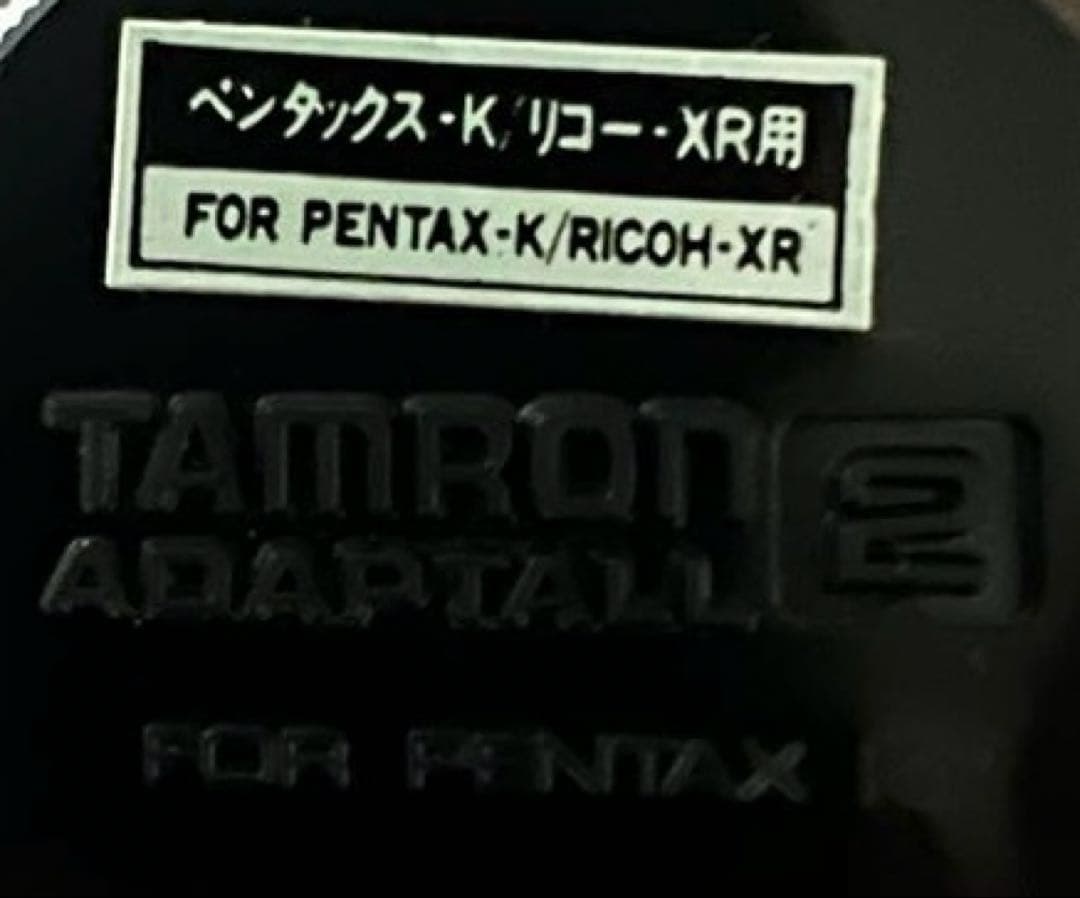 ペンタックス-K/リコー-XR用
FOR PENTAX-K/RICOH-XR
TAMRON 2
ADAPTALL
FOR PENTAX